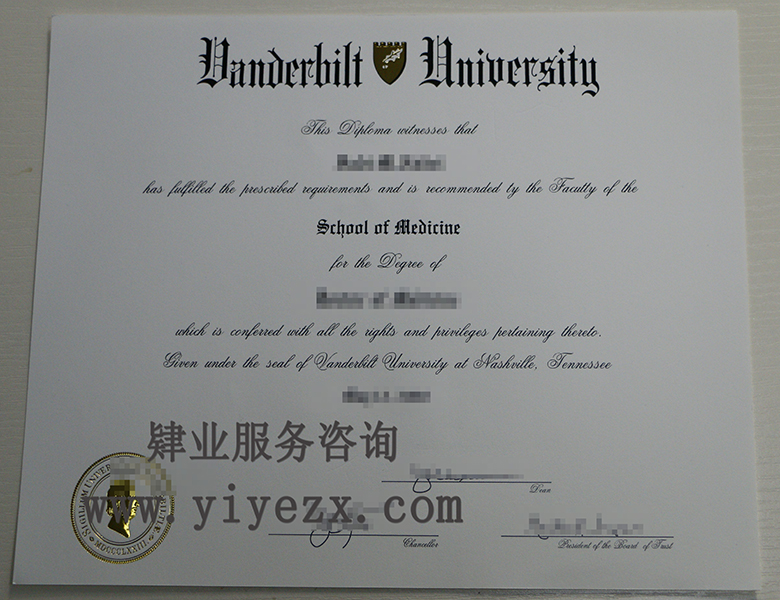 Vanderbilt University
This Diploma witnesses that
has fulfilled the prescribed requirements and is recommended by the Faculty of the
School of Medicine
for the Degree of
which is conferred with all the rights and privileges pertaining thereto.
Given under the seal of Vanderbilt University at Nashville, Tennessee
肄业服务咨询
www.yiyezx.com
Dean
Chancellor
President of the Board of Trust
SIGILLUM
MDCCCLXXIII